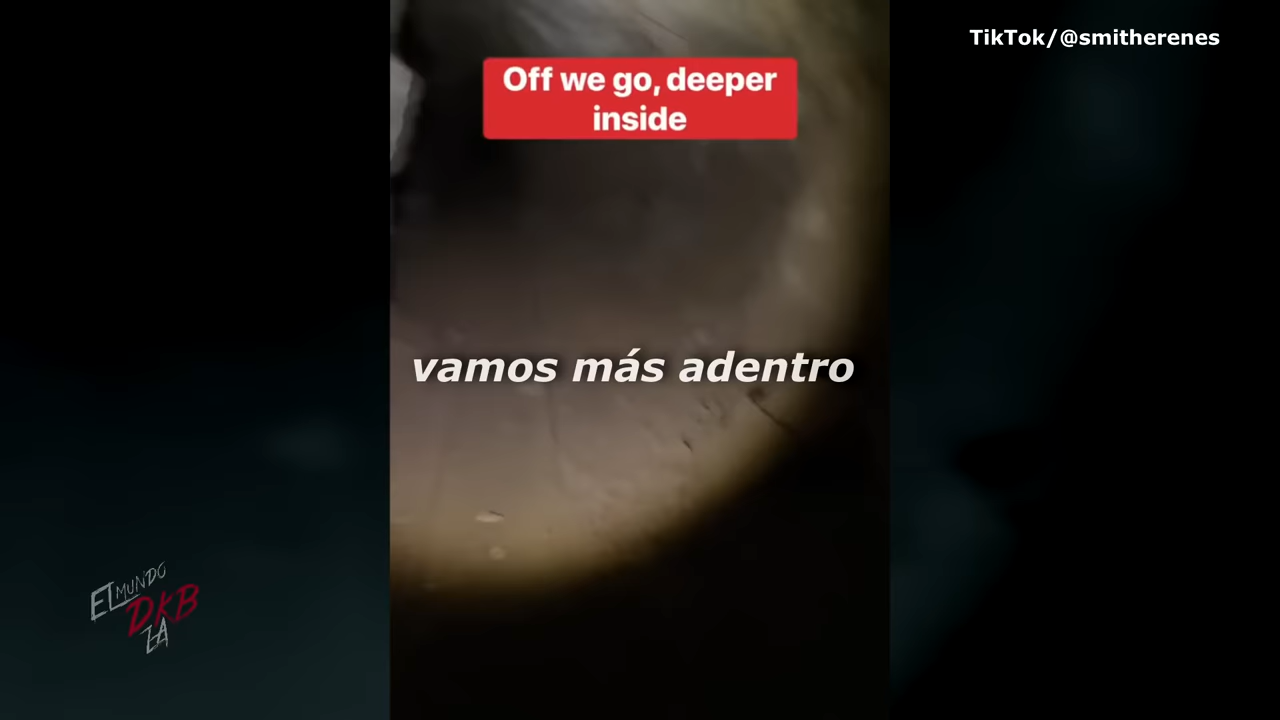 TikTok/@smitherenes
Off we go, deeper
inside
vamos más adentro
EL MUNDO
DKB
ZA